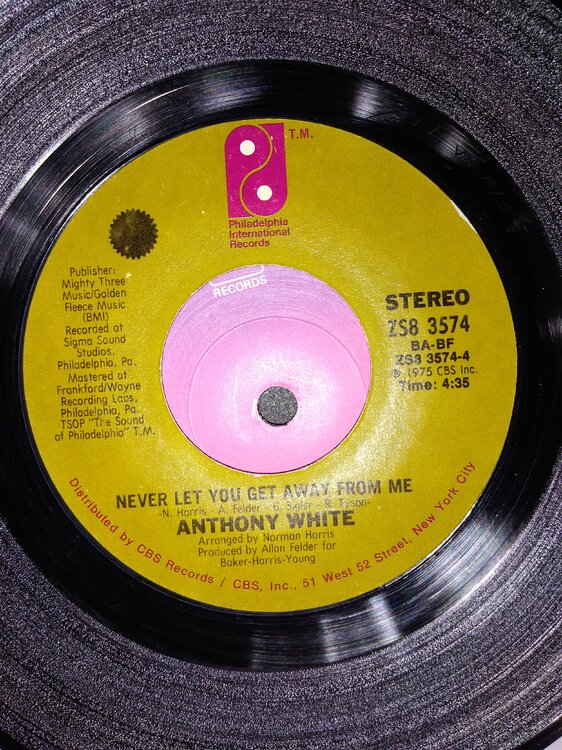 T.M.
Philadelphia
International
Records
RECORDS
Publisher:
Mighty Three
Music/Golden
Fleece Music
(BMI)
Recorded at
Sigma Sound
Studios,
Philadelphia, Pa.
Mastered at
Frankford/Wayne
Recording Labs,
Philadelphia, Pa.
TSOP "The Sound
of Philadelphia" T.M.
STEREO
ZS8 3574
BA-BF
ZS8 3574-4
℗ 1975 CBS Inc.
Time: 4:35
NEVER LET YOU GET AWAY FROM ME
-N. Harris - A. Felder - B. Sigler - R. Tyson-
ANTHONY WHITE
Arranged by Norman Harris
Produced by Allan Felder for
Baker-Harris-Young
Distributed by CBS Records / CBS, Inc., 51 West 52 Street, New York City